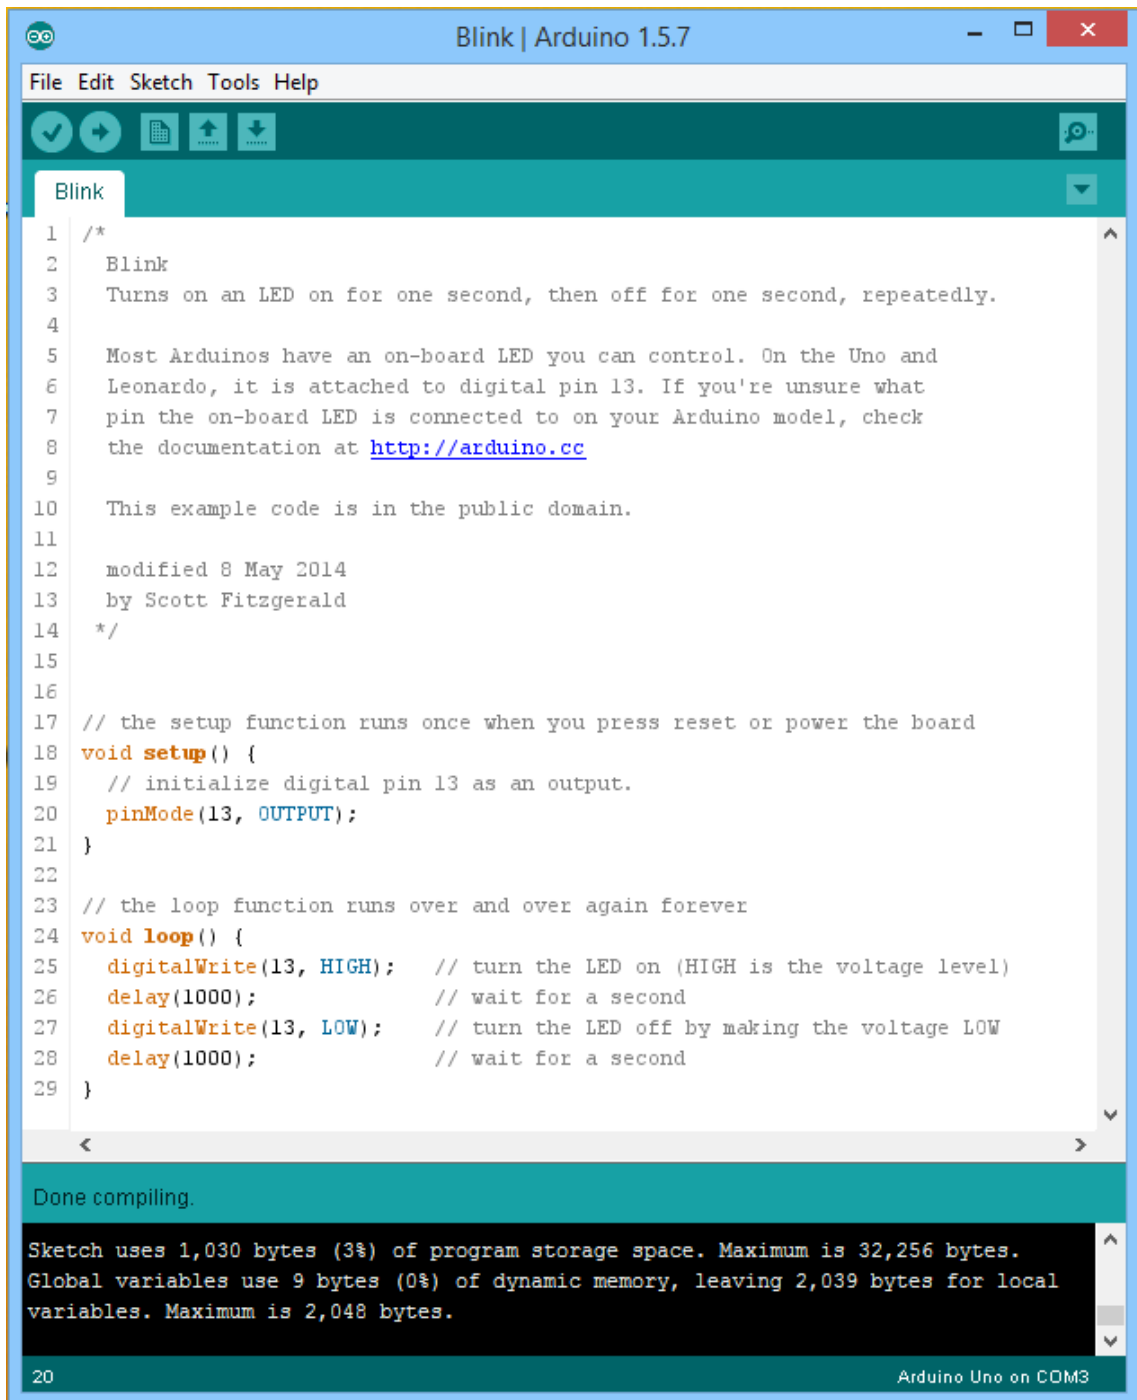 Blink | Arduino 1.5.7
File Edit Sketch Tools Help
Blink
1 /*
2 Blink
3 Turns on an LED on for one second, then off for one second, repeatedly.
4
5 Most Arduinos have an on-board LED you can control. On the Uno and
6 Leonardo, it is attached to digital pin 13. If you're unsure what
7 pin the on-board LED is connected to on your Arduino model, check
8 the documentation at http://arduino.cc
9
10 This example code is in the public domain.
11
12 modified 8 May 2014
13 by Scott Fitzgerald
14 */
15
16
17 // the setup function runs once when you press reset or power the board
18 void setup() {
19 // initialize digital pin 13 as an output.
20 pinMode(13, OUTPUT);
21 }
22
23 // the loop function runs over and over again forever
24 void loop() {
25 digitalWrite(13, HIGH); // turn the LED on (HIGH is the voltage level)
26 delay(1000); // wait for a second
27 digitalWrite(13, LOW); // turn the LED off by making the voltage LOW
28 delay(1000); // wait for a second
29 }
Done compiling.
Sketch uses 1,030 bytes (3%) of program storage space. Maximum is 32,256 bytes.
Global variables use 9 bytes (0%) of dynamic memory, leaving 2,039 bytes for local
variables. Maximum is 2,048 bytes.
20 Arduino Uno on COM3